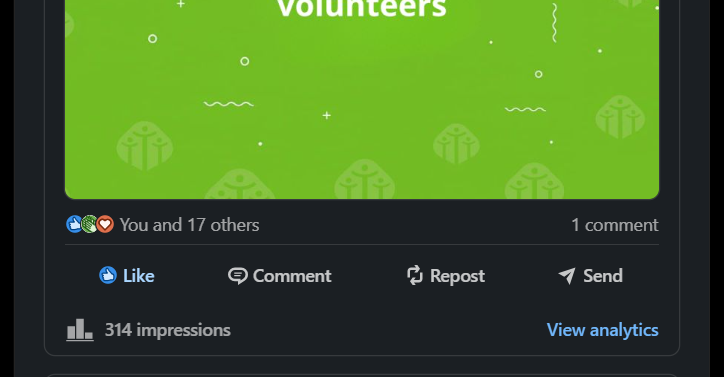 volunteers
You and 17 others
1 comment
Like
Comment
Repost
Send
314 impressions
View analytics